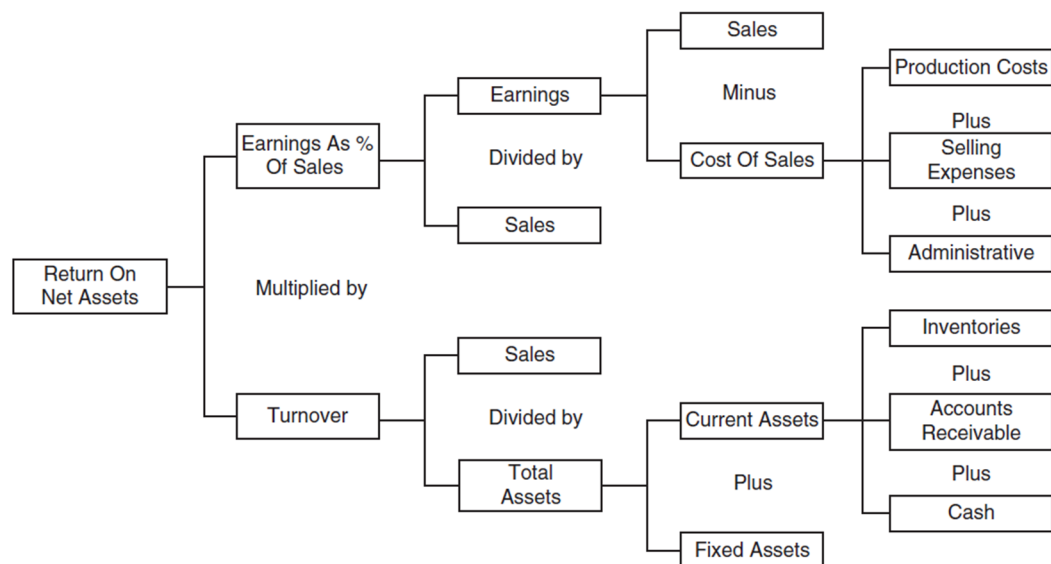 Sales
Production Costs
Earnings
Minus
Plus
Earnings As %
Of Sales
Divided by
Cost Of Sales
Selling
Expenses
Plus
Sales
Administrative
Return On
Net Assets
Multiplied by
Inventories
Sales
Plus
Turnover
Divided by
Current Assets
Accounts
Receivable
Total
Assets
Plus
Plus
Cash
Fixed Assets